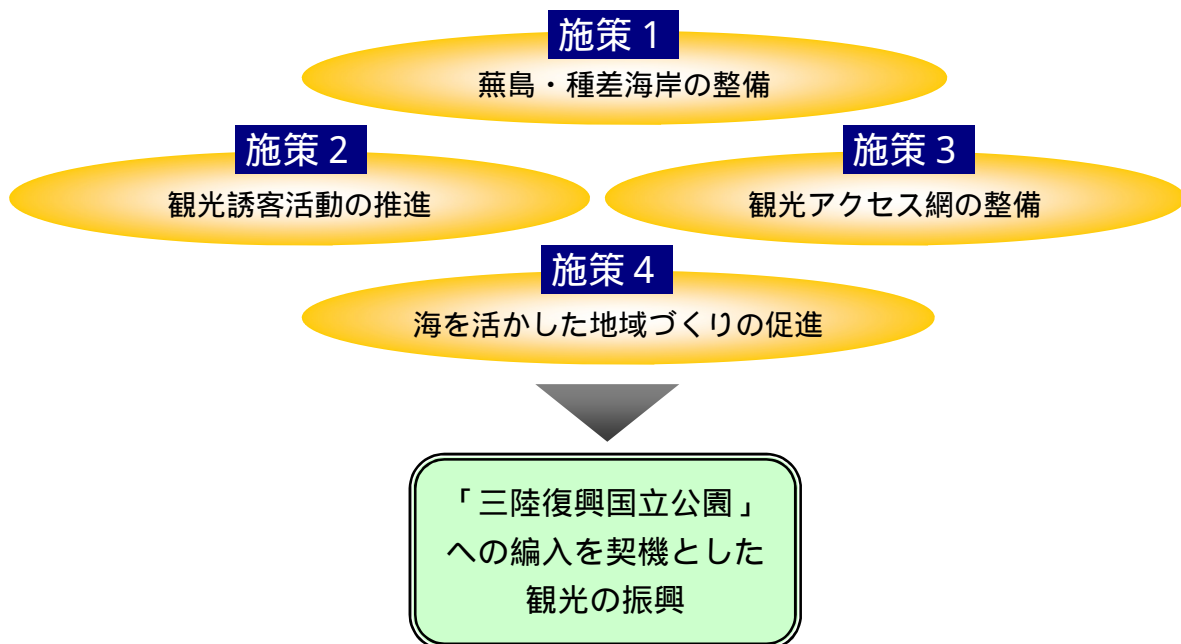 施策1
蕪島・種差海岸の整備
施策2
観光誘客活動の推進
施策3
観光アクセス網の整備
施策4
海を活かした地域づくりの促進
「三陸復興国立公園」
への編入を契機とした
観光の振興